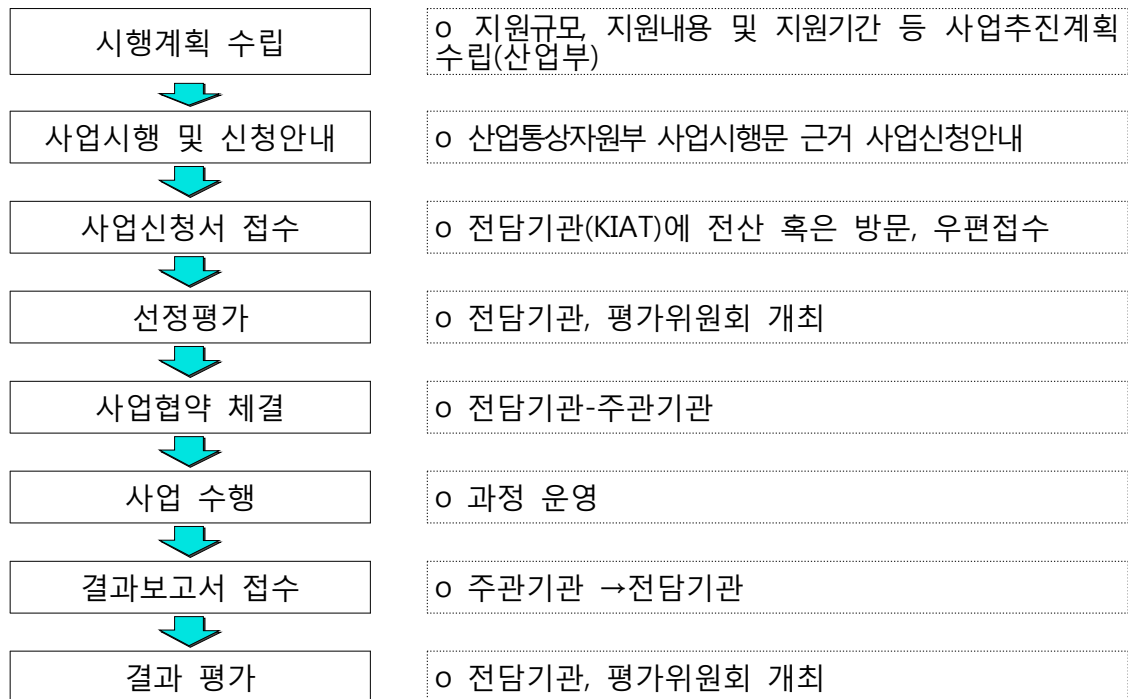 시행계획 수립
o 지원규모, 지원내용 및 지원기간 등 사업추진계획
수립(산업부)
사업시행 및 신청안내
o 산업통상자원부 사업시행문 근거 사업신청안내
사업신청서 접수
o 전담기관(KIAT)에 전산 혹은 방문, 우편접수
선정평가
o 전담기관, 평가위원회 개최
사업협약 체결
o 전담기관-주관기관
사업 수행
o 과정 운영
결과보고서 접수
o 주관기관 →전담기관
결과 평가
o 전담기관, 평가위원회 개최